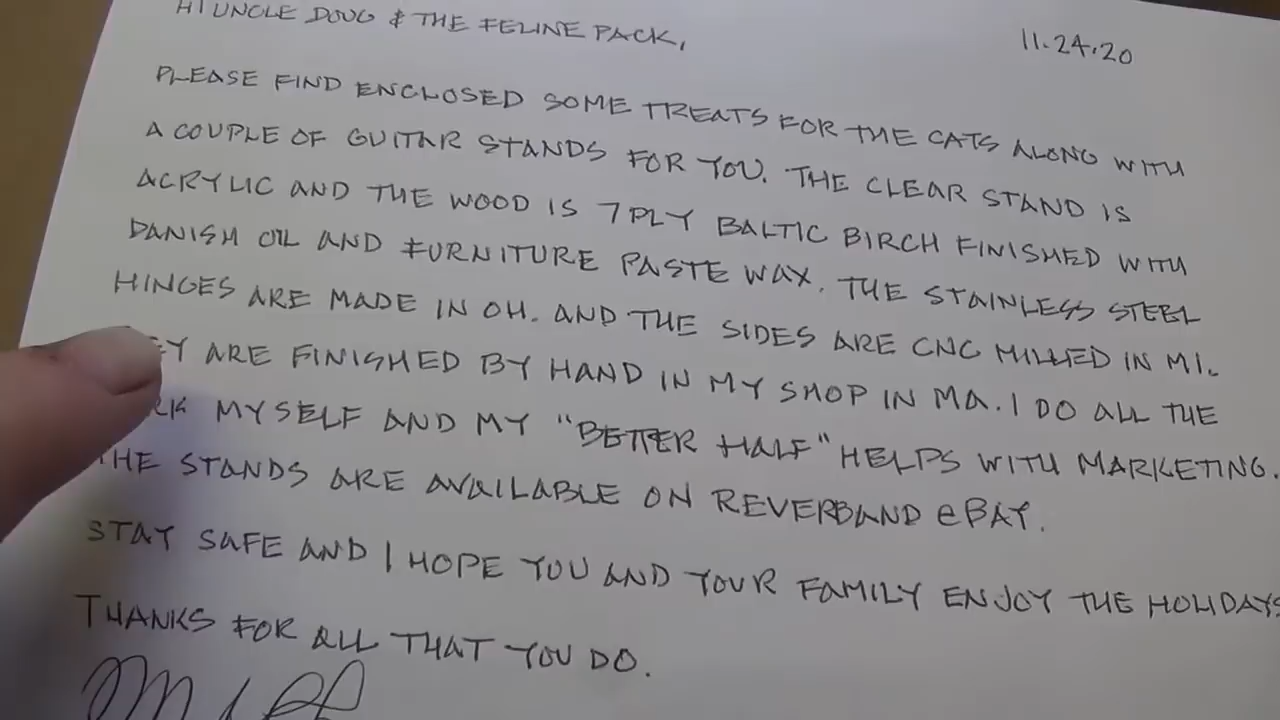 HI UNCLE DOUG & THE FELINE PACK,
11.24.20
PLEASE FIND ENCLOSED SOME TREATS FOR THE CATS ALONG WITH
A COUPLE OF GUITAR STANDS FOR YOU. THE CLEAR STAND IS
ACRYLIC AND THE WOOD IS 7 PLY BALTIC BIRCH FINISHED WITH
DANISH OIL AND FURNITURE PASTE WAX. THE STAINLESS STEEL
HINGES ARE MADE IN OH. AND THE SIDES ARE CNC MILLED IN MI.
EY ARE FINISHED BY HAND IN MY SHOP IN MA. I DO ALL THE
RK MYSELF AND MY "BETTER HALF" HELPS WITH MARKETING.
THE STANDS ARE AVAILABLE ON REVERB AND eBAY.
STAY SAFE AND I HOPE YOU AND YOUR FAMILY ENJOY THE HOLIDAYS
THANKS FOR ALL THAT YOU DO.